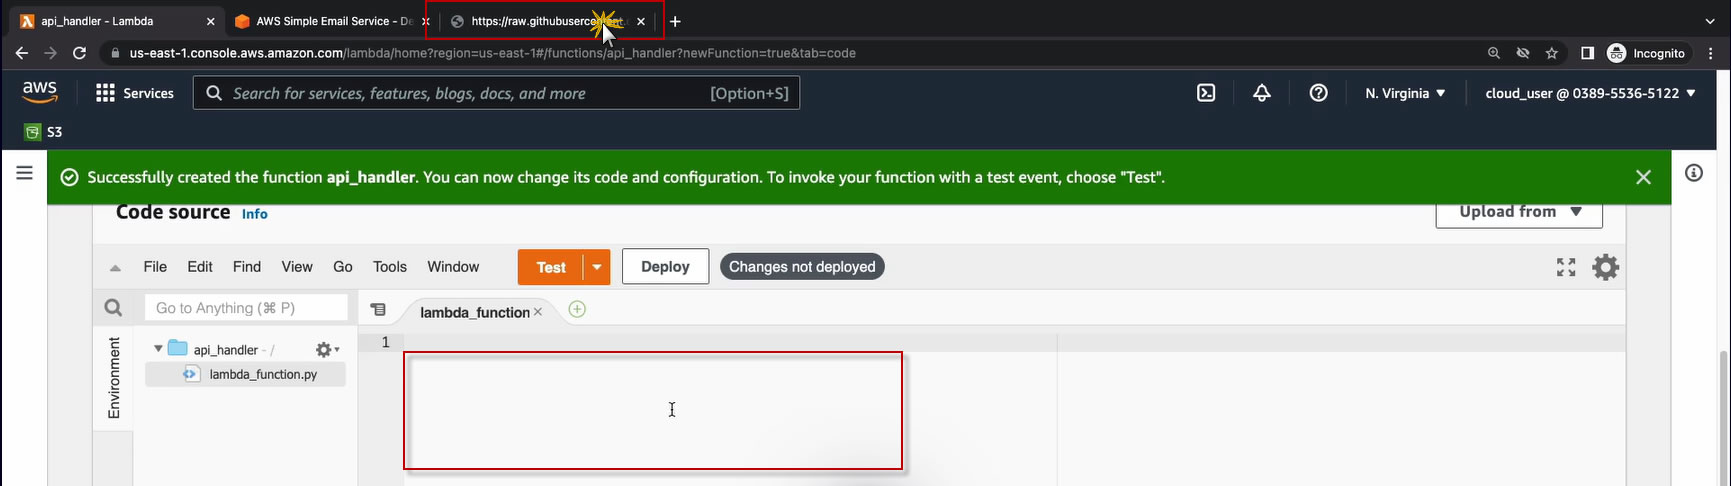 api_handler - Lambda
AWS Simple Email Service - De
https://raw.githubuserco
us-east-1.console.aws.amazon.com/lambda/home?region=us-east-1#/functions/api_handler?newFunction=true&tab=code
Incognito
aws
Services
Search for services, features, blogs, docs, and more
[Option+S]
N. Virginia
cloud_user @ 0389-5536-5122
S3
Successfully created the function api_handler. You can now change its code and configuration. To invoke your function with a test event, choose "Test".
Code source Info
Upload from
File Edit Find View Go Tools Window
Test
Deploy
Changes not deployed
Go to Anything (⌘ P)
lambda_function
Environment
api_handler - /
lambda_function.py
1